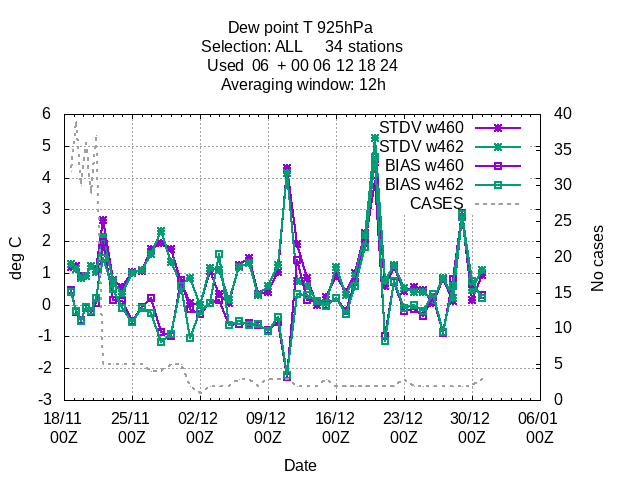 Dew point T 925hPa
Selection: ALL     34 stations
Used  06  + 00 06 12 18 24
Averaging window: 12h
6
5
4
3
2
1
0
-1
-2
-3
deg C
40
35
30
25
20
15
10
5
0
No cases
STDV w460
STDV w462
BIAS w460
BIAS w462
CASES
18/11 25/11 02/12 09/12 16/12 23/12 30/12 06/01
00Z 00Z 00Z 00Z 00Z 00Z 00Z 00Z
Date